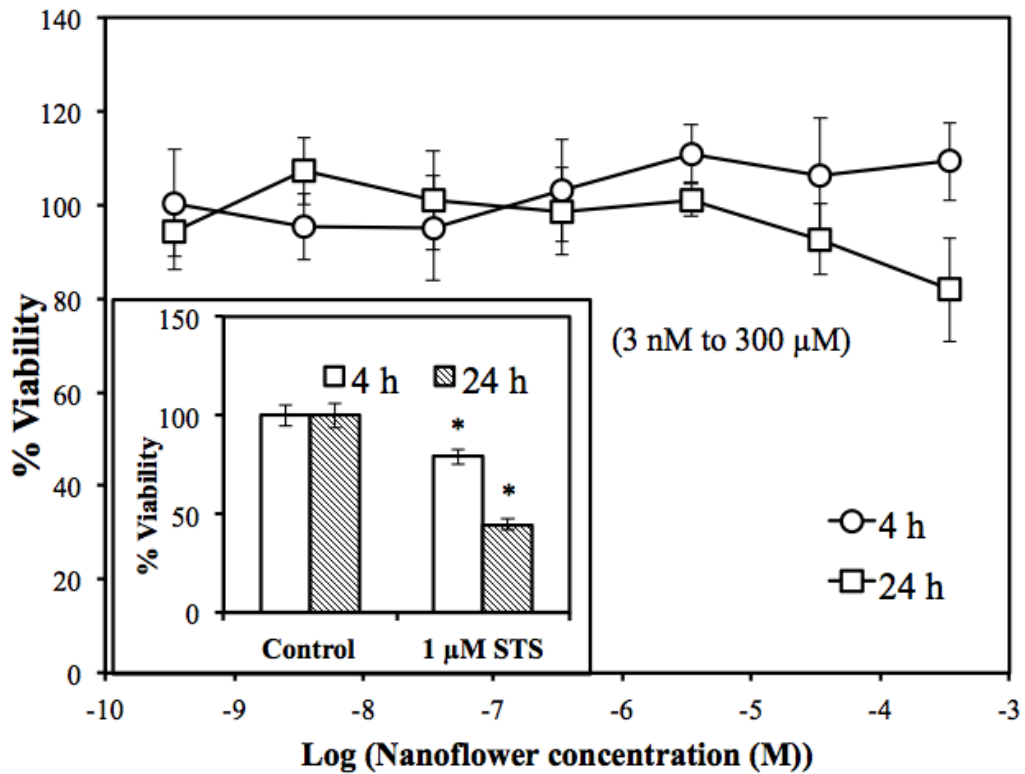 140
120
100
80
60
40
20
0
% Viability
-10 -9 -8 -7 -6 -5 -4 -3
Log (Nanoflower concentration (M))
(3 nM to 300 µM)
4 h
24 h
150
100
50
0
% Viability
4 h 24 h
*
*
Control 1 µM STS